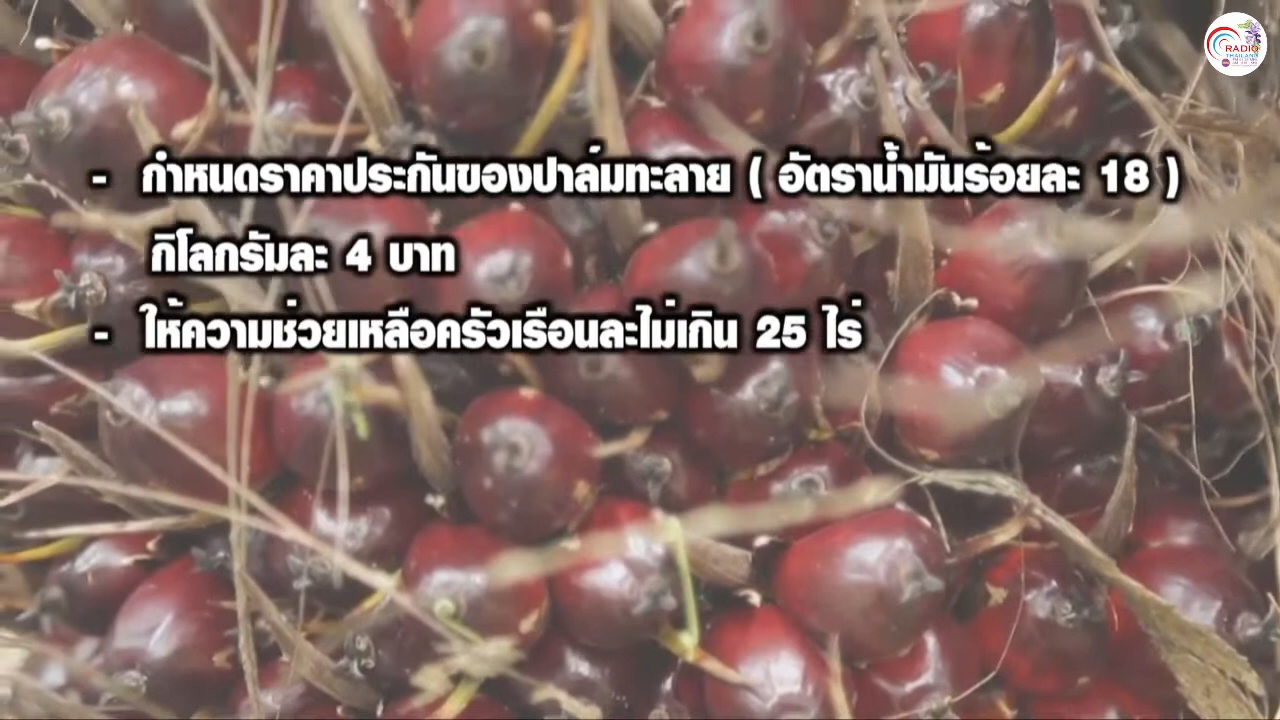 - กำหนดราคาประกันของปาล์มทะลาย ( อัตราน้ำมันร้อยละ 18 )
กิโลกรัมละ 4 บาท
- ให้ความช่วยเหลือครัวเรือนละไม่เกิน 25 ไร่
RADIO
THAILAND